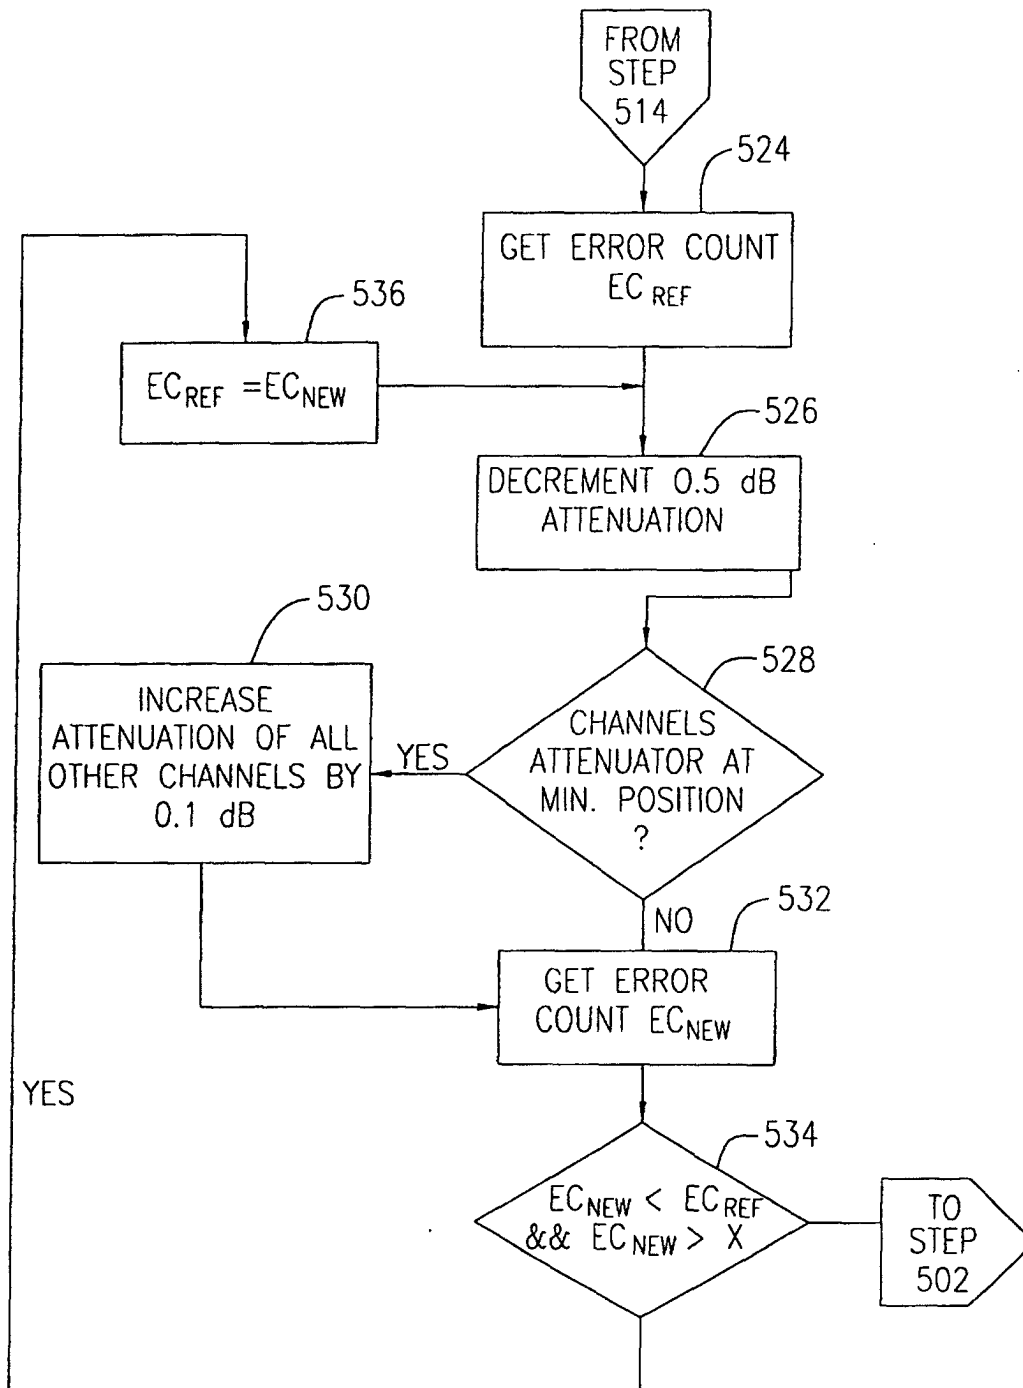 FROM
STEP
514
524
GET ERROR COUNT
EC REF
536
EC REF = EC NEW
526
DECREMENT 0.5 dB
ATTENUATION
530
INCREASE
ATTENUATION OF ALL
OTHER CHANNELS BY
0.1 dB
YES
528
CHANNELS
ATTENUATOR AT
MIN. POSITION
?
NO
532
GET ERROR
COUNT EC NEW
YES
534
EC NEW < EC REF
&& EC NEW > X
TO
STEP
502